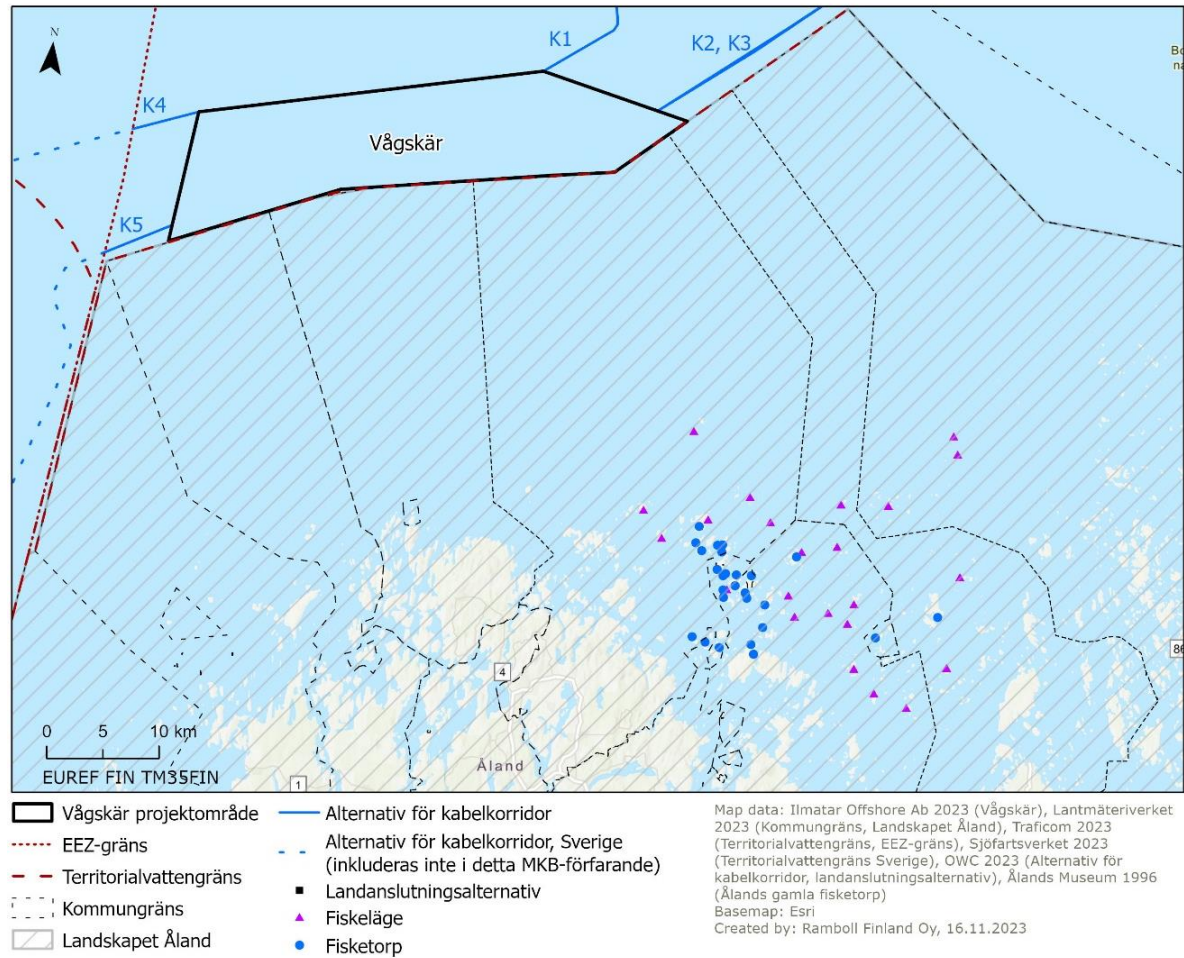 N
K1
K2, K3
K4
Vågskär
K5
4
86
0 5 10 km
Åland
EUREF FIN TM35FIN
1
Vågskär projektområde
EEZ-gräns
Territorialvattengräns
Kommungräns
Landskapet Åland
Alternativ för kabelkorridor
Alternativ för kabelkorridor, Sverige
(inkluderas inte i detta MKB-förfarande)
Landanslutningsalternativ
Fiskeläge
Fisketorp
Map data: Ilmatar Offshore Ab 2023 (Vågskär), Lantmäteriverket
2023 (Kommungräns, Landskapet Åland), Traficom 2023
(Territorialvattengräns, EEZ-gräns), Sjöfartsverket 2023
(Territorialvattengräns Sverige), OWC 2023 (Alternativ för
kabelkorridor, landanslutningsalternativ), Ålands Museum 1996
(Ålands gamla fisketorp)
Basemap: Esri
Created by: Ramboll Finland Oy, 16.11.2023